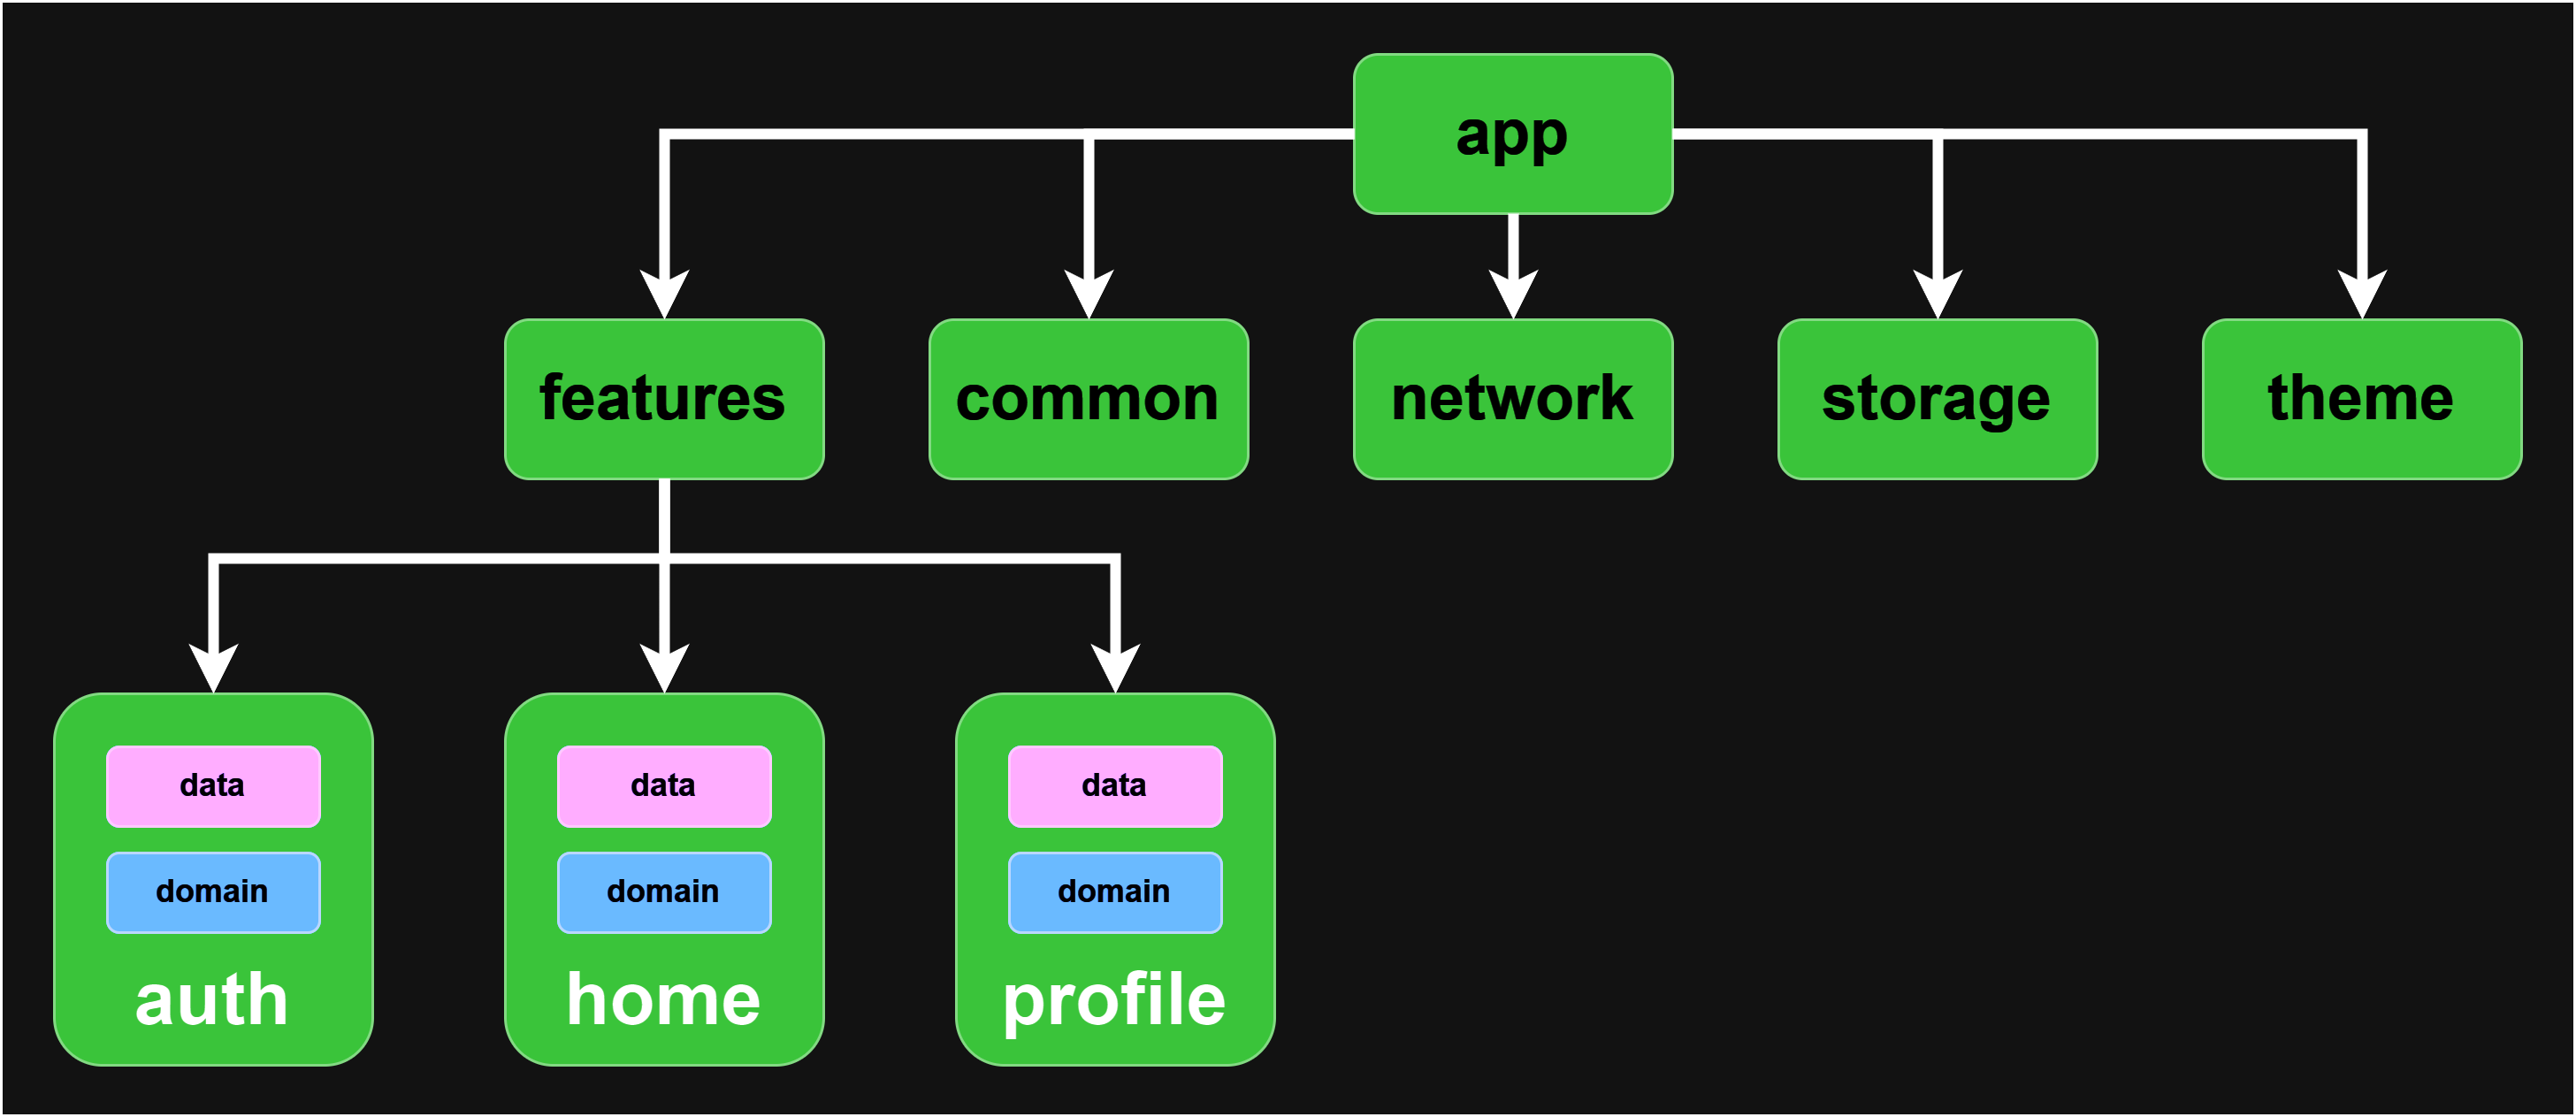 app
features
common
network
storage
theme
data
domain
auth
data
domain
home
data
domain
profile